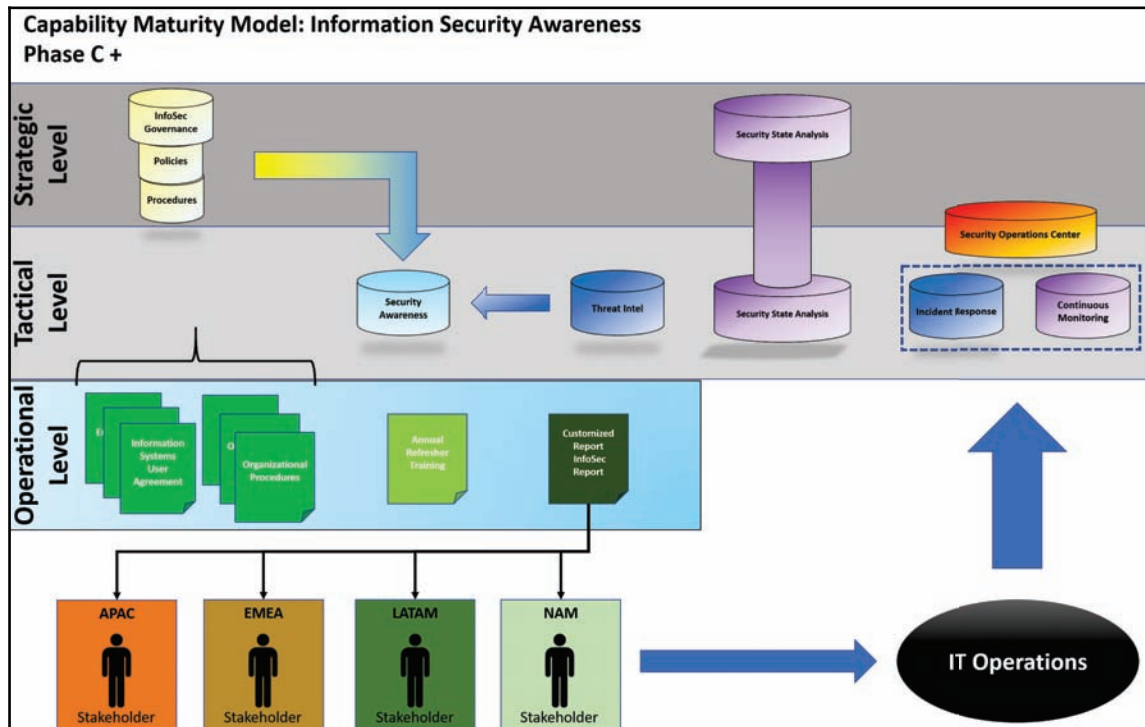 Capability Maturity Model: Information Security Awareness
Phase C +
Strategic
Level
InfoSec
Governance
Policies
Procedures
Security State Analysis
Security Operations Center
Tactical
Level
Security
Awareness
Threat Intel
Security State Analysis
Incident Response
Continuous
Monitoring
Operational
Level
Information
Systems
User
Agreement
Organizational
Procedures
Annual
Refresher
Training
Customized
Report
InfoSec
Report
APAC
Stakeholder
EMEA
Stakeholder
LATAM
Stakeholder
NAM
Stakeholder
IT Operations